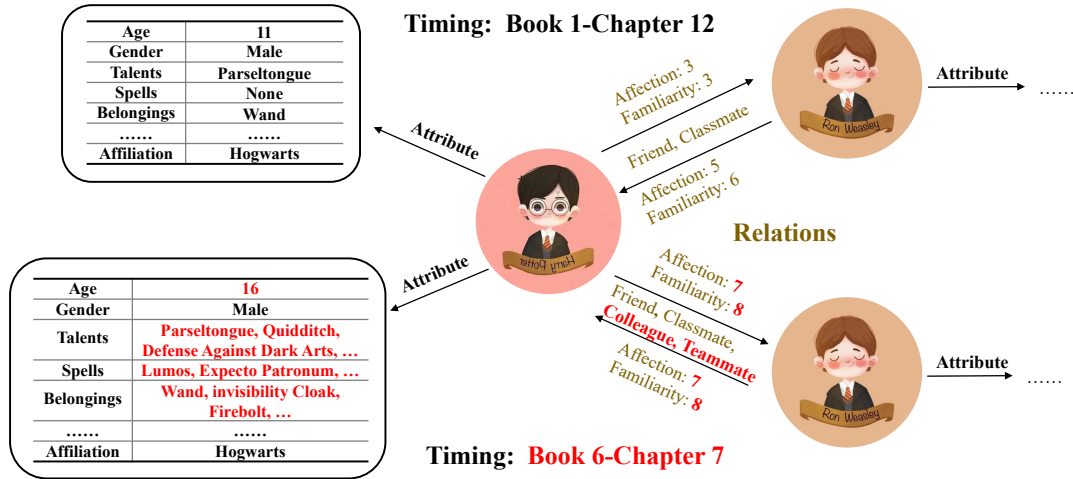 Timing: Book 1-Chapter 12
Age 11
Gender Male
Talents Parseltongue
Spells None
Belongings Wand
...... ......
Affiliation Hogwarts
Attribute
Affection: 3
Familiarity: 3
Friend, Classmate
Affection: 5
Familiarity: 6
Ron Weasley
Attribute
......
Harry Potter
Relations
Attribute
Age 16
Gender Male
Talents Parseltongue, Quidditch,
Defense Against Dark Arts, ...
Spells Lumos, Expecto Patronum, ...
Belongings Wand, invisibility Cloak,
Firebolt, ...
...... ......
Affiliation Hogwarts
Affection: 7
Familiarity: 8
Friend, Classmate,
Colleague, Teammate
Affection: 7
Familiarity: 8
Ron Weasley
Attribute
......
Timing: Book 6-Chapter 7